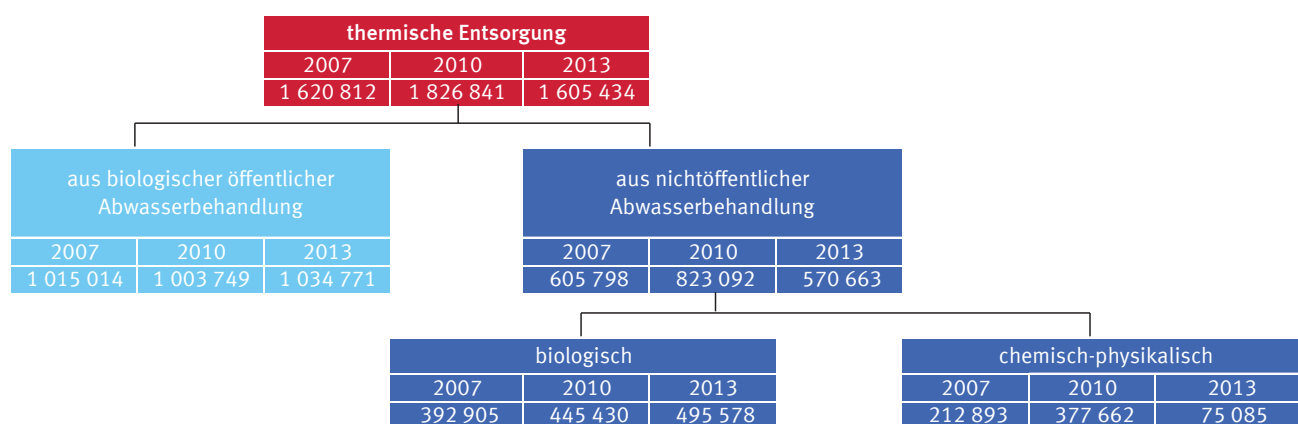 thermische Entsorgung
2007 2010 2013
1 620 812 1 826 841 1 605 434
aus biologischer öffentlicher
Abwasserbehandlung
2007 2010 2013
1 015 014 1 003 749 1 034 771
aus nichtöffentlicher
Abwasserbehandlung
2007 2010 2013
605 798 823 092 570 663
biologisch
2007 2010 2013
392 905 445 430 495 578
chemisch-physikalisch
2007 2010 2013
212 893 377 662 75 085